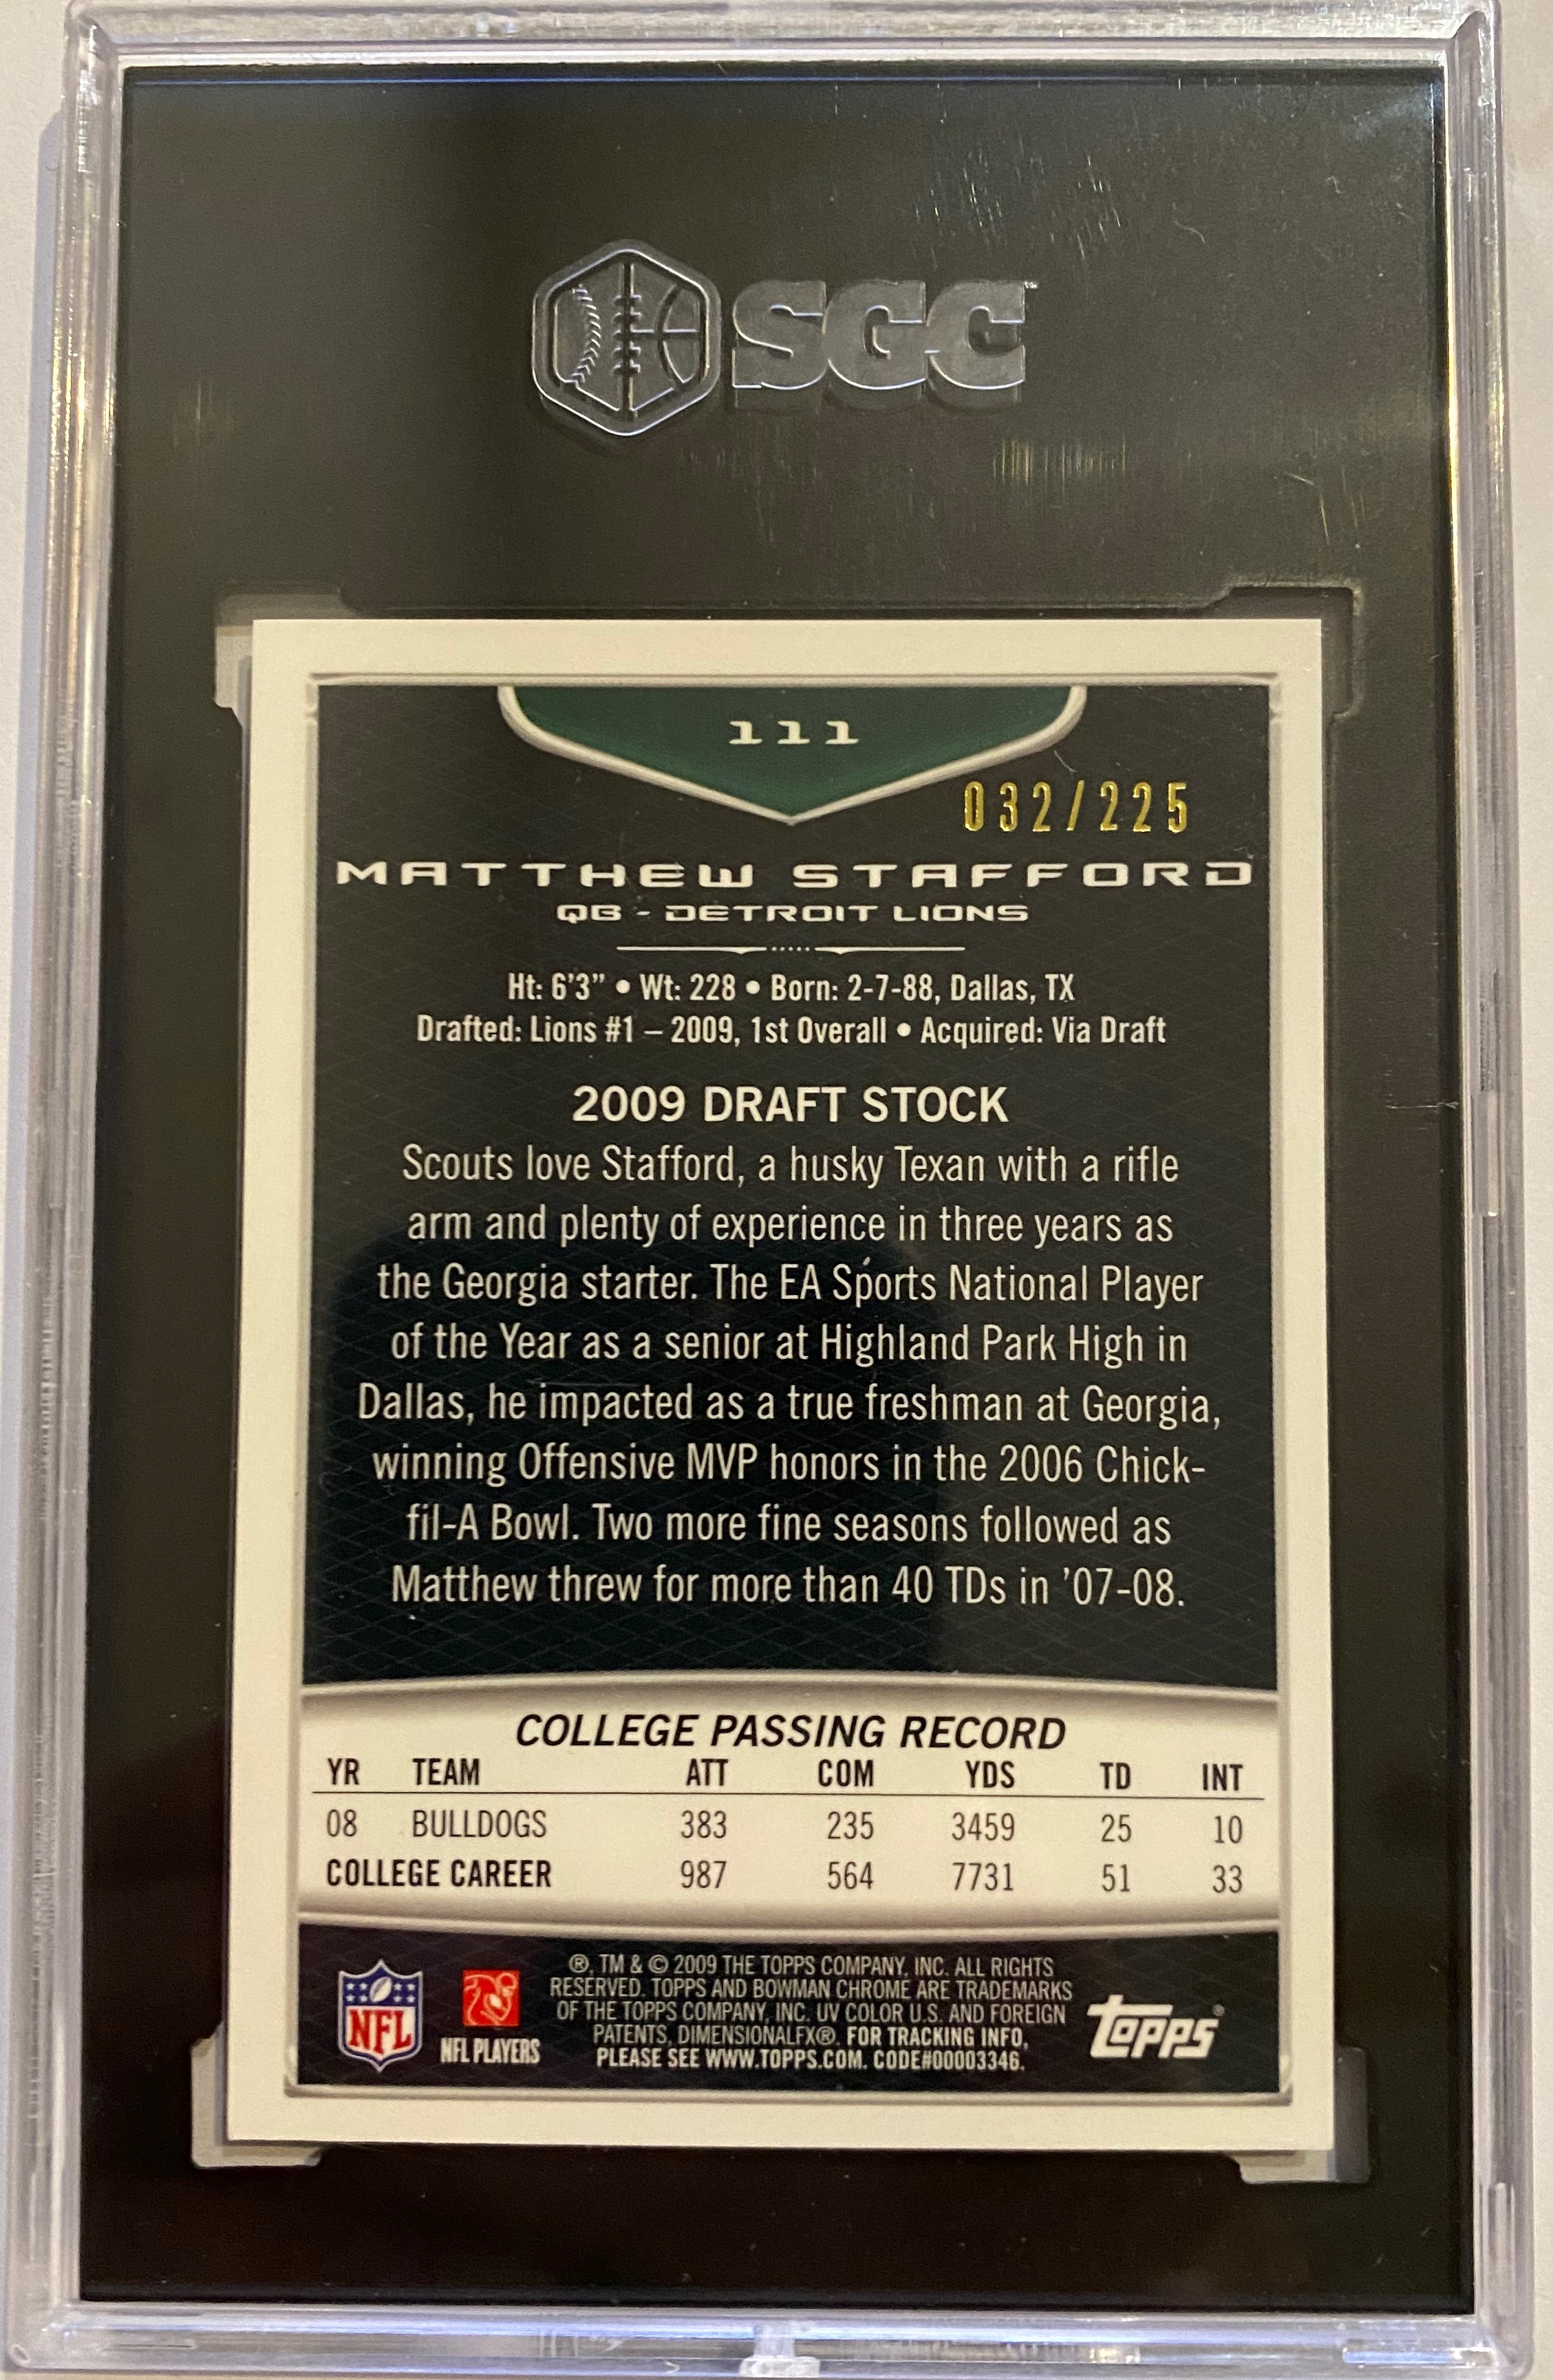 SGC™
111
032/225
MATTHEW STAFFORD
QB - DETROIT LIONS
Ht: 6'3" • Wt: 228 • Born: 2-7-88, Dallas, TX
Drafted: Lions #1 – 2009, 1st Overall • Acquired: Via Draft
2009 DRAFT STOCK
Scouts love Stafford, a husky Texan with a rifle
arm and plenty of experience in three years as
the Georgia starter. The EA Sports National Player
of the Year as a senior at Highland Park High in
Dallas, he impacted as a true freshman at Georgia,
winning Offensive MVP honors in the 2006 Chick-
fil-A Bowl. Two more fine seasons followed as
Matthew threw for more than 40 TDs in '07-08.
COLLEGE PASSING RECORD
YR TEAM ATT COM YDS TD INT
08 BULLDOGS 383 235 3459 25 10
COLLEGE CAREER 987 564 7731 51 33
®, TM & © 2009 THE TOPPS COMPANY, INC. ALL RIGHTS
RESERVED. TOPPS AND BOWMAN CHROME ARE TRADEMARKS
OF THE TOPPS COMPANY, INC. UV COLOR U.S. AND FOREIGN
PATENTS, DIMENSIONALFX®. FOR TRACKING INFO,
PLEASE SEE WWW.TOPPS.COM. CODE#00003346.
NFL
NFL PLAYERS
topps®